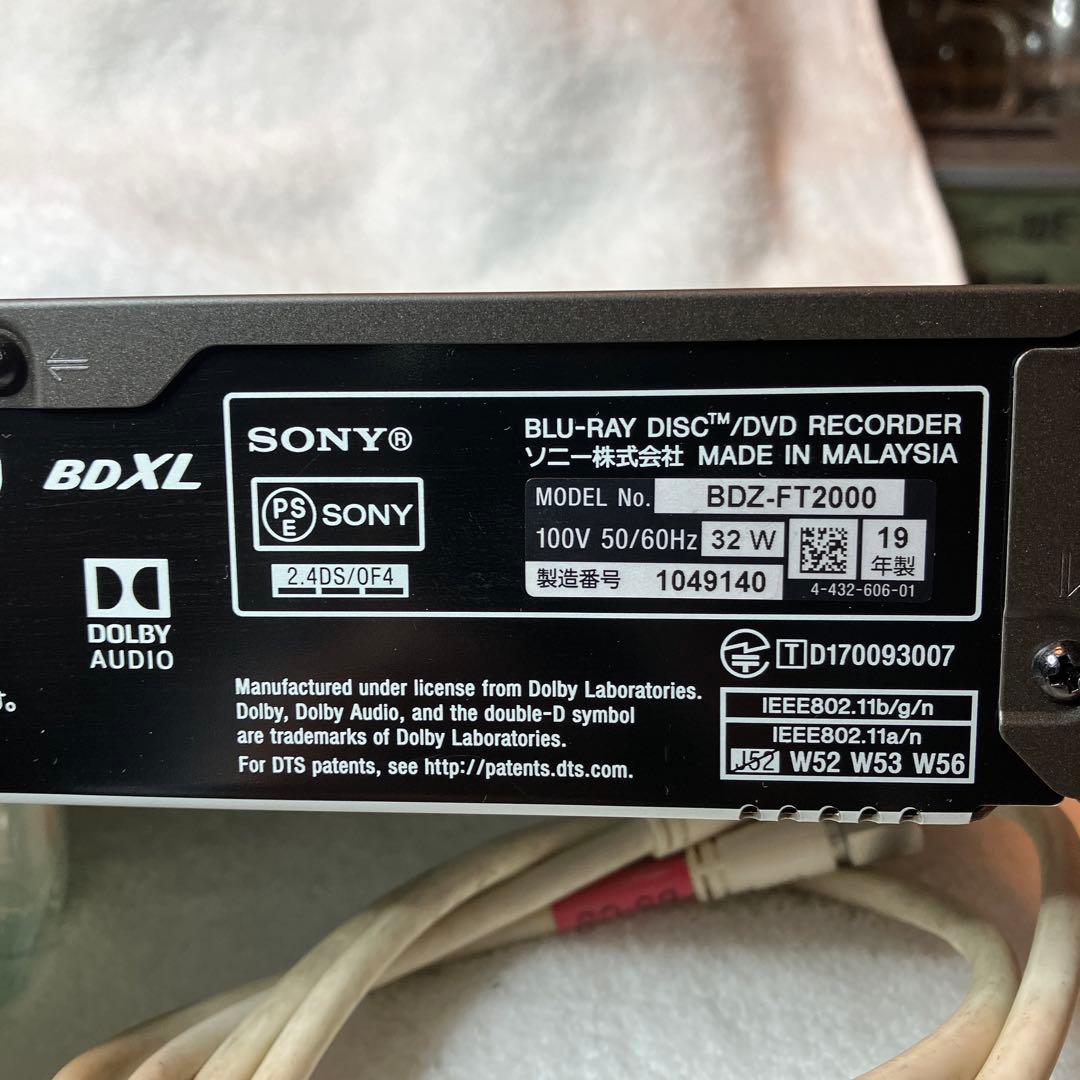 BDXL
DOLBY
AUDIO
す。
SONY®
PS
E
SONY
2.4DS/OF4
BLU-RAY DISC™/DVD RECORDER
ソニー株式会社 MADE IN MALAYSIA
MODEL No. BDZ-FT2000
100V 50/60Hz 32 W
19
年製
製造番号 1049140
4-432-606-01
T D170093007
Manufactured under license from Dolby Laboratories.
Dolby, Dolby Audio, and the double-D symbol
are trademarks of Dolby Laboratories.
For DTS patents, see http://patents.dts.com.
IEEE802.11b/g/n
IEEE802.11a/n
J52 W52 W53 W56